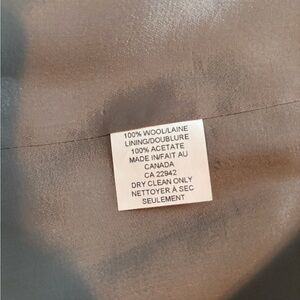 100% WOOL/LAINE
LINING/DOUBLURE
100% ACETATE
MADE IN/FAIT AU
CANADA
CA 22942
DRY CLEAN ONLY
NETTOYER À SEC
SEULEMENT